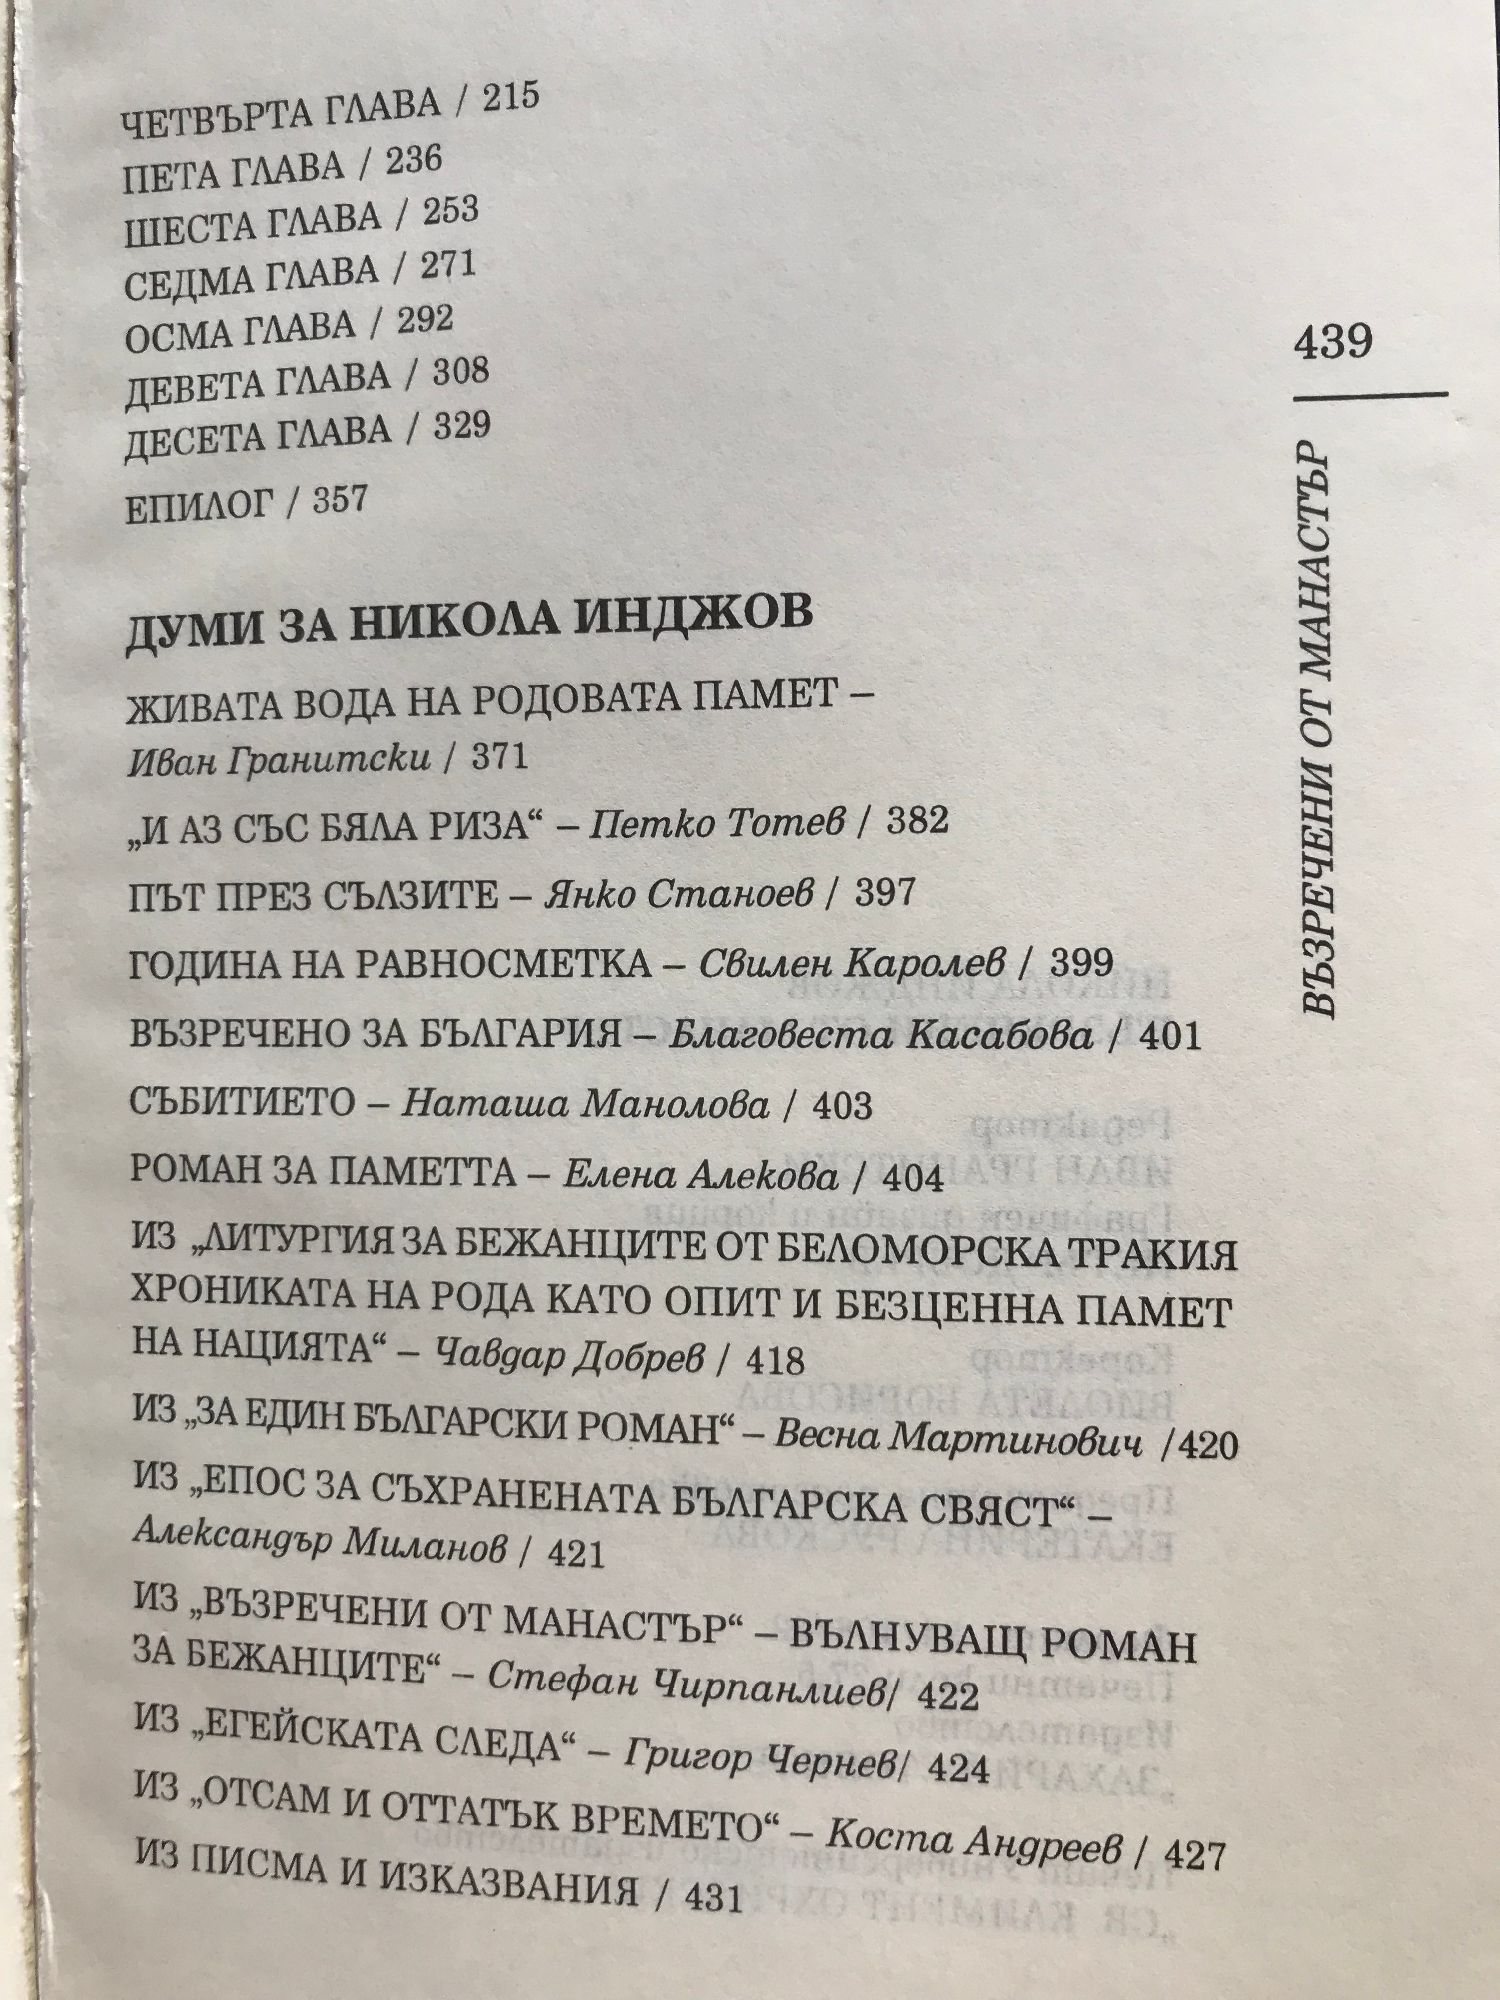 ЧЕТВЪРТА ГЛАВА / 215
ПЕТА ГЛАВА / 236
ШЕСТА ГЛАВА / 253
СЕДМА ГЛАВА / 271
ОСМА ГЛАВА / 292
ДЕВЕТА ГЛАВА / 308
ДЕСЕТА ГЛАВА / 329
ЕПИЛОГ / 357
ДУМИ ЗА НИКОЛА ИНДЖОВ
ЖИВАТА ВОДА НА РОДОВАТА ПАМЕТ –
Иван Гранитски / 371
„И АЗ СЪС БЯЛА РИЗА“ – Петко Тотев / 382
ПЪТ ПРЕЗ СЪЛЗИТЕ – Янко Станоев / 397
ГОДИНА НА РАВНОСМЕТКА – Свилен Каролев / 399
ВЪЗРЕЧЕНО ЗА БЪЛГАРИЯ – Благовеста Касабова / 401
СЪБИТИЕТО – Наташа Манолова / 403
РОМАН ЗА ПАМЕТТА – Елена Алекова / 404
ИЗ „ЛИТУРГИЯ ЗА БЕЖАНЦИТЕ ОТ БЕЛОМОРСКА ТРАКИЯ
ХРОНИКАТА НА РОДА КАТО ОПИТ И БЕЗЦЕННА ПАМЕТ
НА НАЦИЯТА“ – Чавдар Добрев / 418
ИЗ „ЗА ЕДИН БЪЛГАРСКИ РОМАН“ – Весна Мартинович /420
ИЗ „ЕПОС ЗА СЪХРАНЕНАТА БЪЛГАРСКА СВЯСТ“ –
Александър Миланов / 421
ИЗ „ВЪЗРЕЧЕНИ ОТ МАНАСТЪР“ – ВЪЛНУВАЩ РОМАН
ЗА БЕЖАНЦИТЕ“ – Стефан Чирпанлиев/ 422
ИЗ „ЕГЕЙСКАТА СЛЕДА“ – Григор Чернев/ 424
ИЗ „ОТСАМ И ОТТАТЪК ВРЕМЕТО“ – Коста Андреев / 427
ИЗ ПИСМА И ИЗКАЗВАНИЯ / 431
439
ВЪЗРЕЧЕНИ ОТ МАНАСТЪР